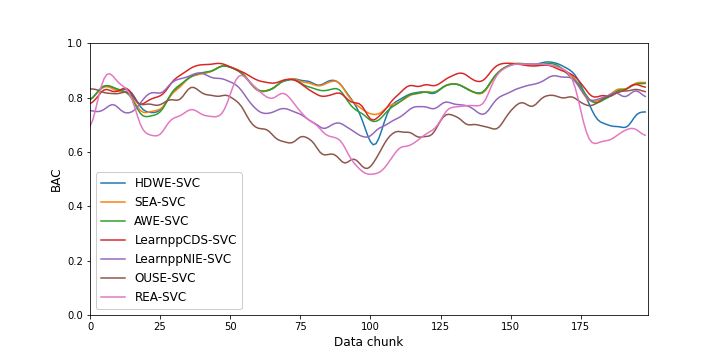 1.0
0.8
0.6
0.4
0.2
0.0
BAC
HDWE-SVC
SEA-SVC
AWE-SVC
LearnppCDS-SVC
LearnppNIE-SVC
OUSE-SVC
REA-SVC
0 25 50 75 100 125 150 175
Data chunk